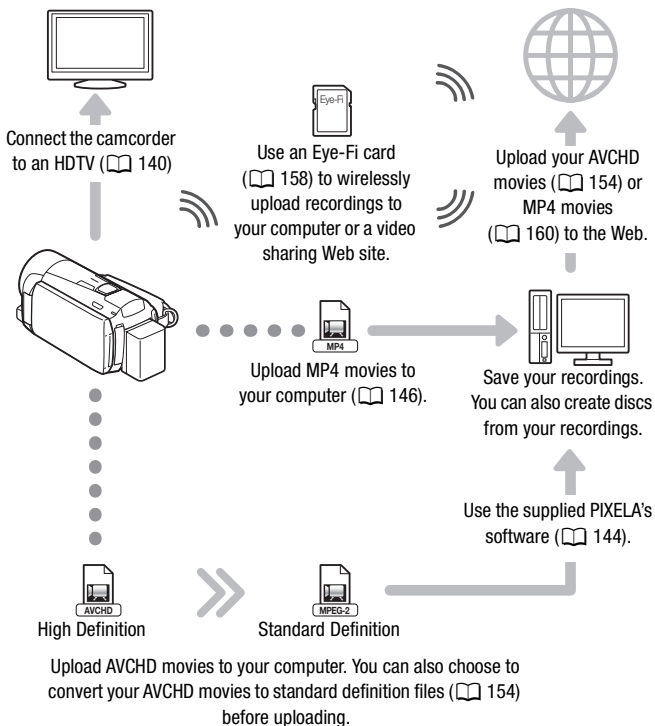 Connect the camcorder
to an HDTV (140)
Eye-Fi
Use an Eye-Fi card
(158) to wirelessly
upload recordings to
your computer or a video
sharing Web site.
Upload your AVCHD
movies (154) or
MP4 movies
(160) to the Web.
MP4
Upload MP4 movies to
your computer (146).
Save your recordings.
You can also create discs
from your recordings.
Use the supplied PIXELA's
software (144).
AVCHD
High Definition
MPEG-2
Standard Definition
Upload AVCHD movies to your computer. You can also choose to
convert your AVCHD movies to standard definition files (154)
before uploading.